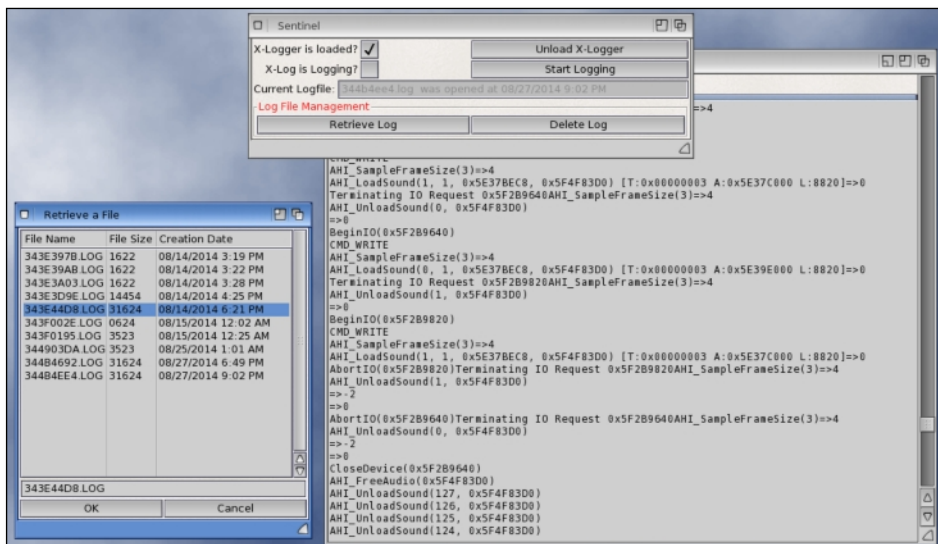 Sentinel
X-Logger is loaded? Unload X-Logger
X-Log is Logging? Start Logging
Current Logfile: 344b4ee4.log was opened at 08/27/2014 9:02 PM
Log File Management
Retrieve Log Delete Log
=>4
CMD_WRITE
AHI_SampleFrameSize(3)=>4
AHI_LoadSound(1, 1, 0x5E37BEC8, 0x5F4F83D0) [T:0x00000003 A:0x5E37C000 L:8820]=>0
Terminating IO Request 0x5F2B9640AHI_SampleFrameSize(3)=>4
AHI_UnloadSound(0, 0x5F4F83D0)
=>0
BeginIO(0x5F2B9640)
CMD_WRITE
AHI_SampleFrameSize(3)=>4
AHI_LoadSound(0, 1, 0x5E37BEC8, 0x5F4F83D0) [T:0x00000003 A:0x5E39E000 L:8820]=>0
Terminating IO Request 0x5F2B9820AHI_SampleFrameSize(3)=>4
AHI_UnloadSound(1, 0x5F4F83D0)
=>0
BeginIO(0x5F2B9820)
CMD_WRITE
AHI_SampleFrameSize(3)=>4
AHI_LoadSound(1, 1, 0x5E37BEC8, 0x5F4F83D0) [T:0x00000003 A:0x5E37C000 L:8820]=>0
AbortIO(0x5F2B9820)Terminating IO Request 0x5F2B9820AHI_SampleFrameSize(3)=>4
AHI_UnloadSound(1, 0x5F4F83D0)
=>-2
=>0
AbortIO(0x5F2B9640)Terminating IO Request 0x5F2B9640AHI_SampleFrameSize(3)=>4
AHI_UnloadSound(0, 0x5F4F83D0)
=>-2
=>0
CloseDevice(0x5F2B9640)
AHI_FreeAudio(0x5F4F83D0)
AHI_UnloadSound(127, 0x5F4F83D0)
AHI_UnloadSound(126, 0x5F4F83D0)
AHI_UnloadSound(125, 0x5F4F83D0)
AHI_UnloadSound(124, 0x5F4F83D0)
Retrieve a File
File Name File Size Creation Date
343E397B.LOG 1622 08/14/2014 3:19 PM
343E39AB.LOG 1622 08/14/2014 3:22 PM
343E3A03.LOG 1622 08/14/2014 3:28 PM
343E3D9E.LOG 14454 08/14/2014 4:25 PM
343E44D8.LOG 31624 08/14/2014 6:21 PM
343F002E.LOG 0624 08/15/2014 12:02 AM
343F0195.LOG 3523 08/15/2014 12:25 AM
344903DA.LOG 3523 08/25/2014 1:01 AM
344B4692.LOG 31624 08/27/2014 6:49 PM
344B4EE4.LOG 31624 08/27/2014 9:02 PM
343E44D8.LOG
OK Cancel